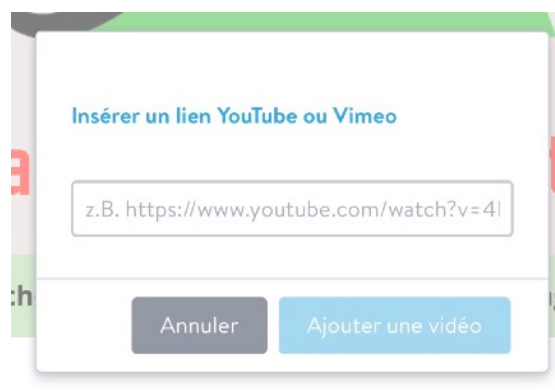 Insérer un lien YouTube ou Vimeo
z.B. https://www.youtube.com/watch?v=4
Annuler
Ajouter une vidéo